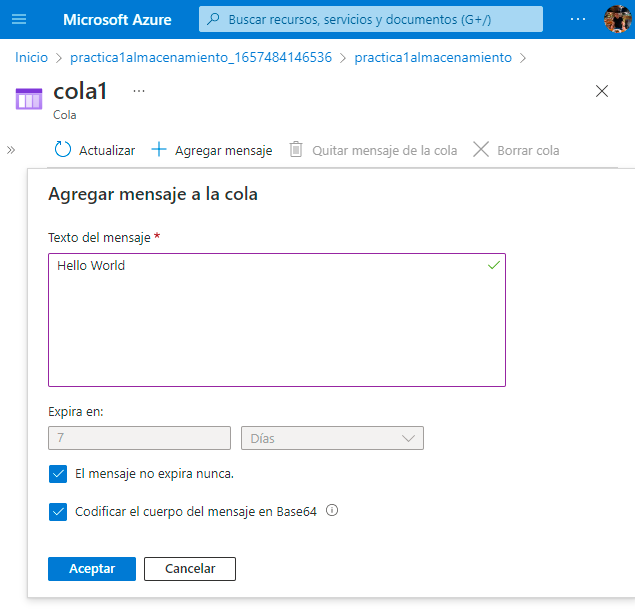 Microsoft Azure
Buscar recursos, servicios y documentos (G+/)
Inicio > practica1almacenamiento_1657484146536 > practica1almacenamiento >
cola1 ...
Cola
Actualizar + Agregar mensaje Quitar mensaje de la cola Borrar cola
Agregar mensaje a la cola
Texto del mensaje *
Hello World
Expira en:
7 Días
El mensaje no expira nunca.
Codificar el cuerpo del mensaje en Base64
Aceptar Cancelar